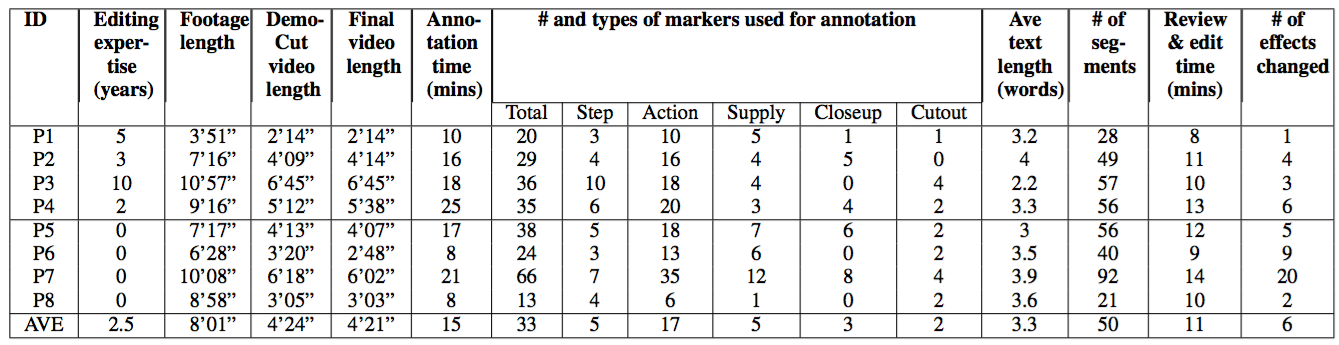 ID Editing Footage Demo- Final Anno- # and types of markers used for annotation Ave # of Review # of
exper- length Cut video tation text seg- & edit effects
tise video length time length ments time changed
(years) length (mins) (words) (mins)
Total Step Action Supply Closeup Cutout
P1 5 3’51” 2’14” 2’14” 10 20 3 10 5 1 1 3.2 28 8 1
P2 3 7’16” 4’09” 4’14” 16 29 4 16 4 5 0 4 49 11 4
P3 10 10’57” 6’45” 6’45” 18 36 10 18 4 0 4 2.2 57 10 3
P4 2 9’16” 5’12” 5’38” 25 35 6 20 3 4 2 3.3 56 13 6
P5 0 7’17” 4’13” 4’07” 17 38 5 18 7 6 2 3 56 12 5
P6 0 6’28” 3’20” 2’48” 8 24 3 13 6 0 2 3.5 40 9 9
P7 0 10’08” 6’18” 6’02” 21 66 7 35 12 8 4 3.9 92 14 20
P8 0 8’58” 3’05” 3’03” 8 13 4 6 1 0 2 3.6 21 10 2
AVE 2.5 8’01” 4’24” 4’21” 15 33 5 17 5 3 2 3.3 50 11 6